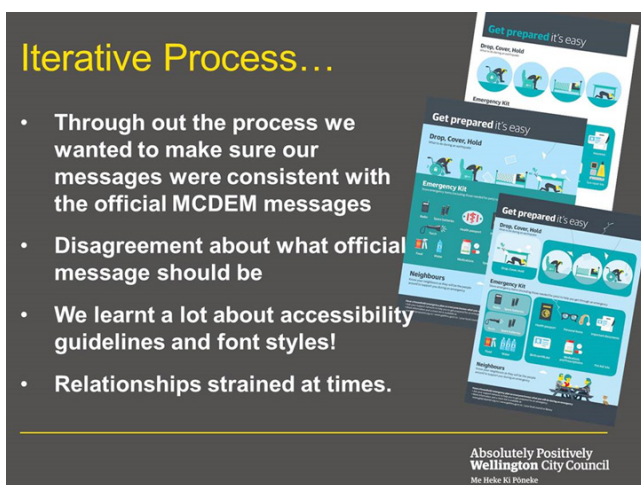 Iterative Process…
• Through out the process we
wanted to make sure our
messages were consistent with
the official MCDEM messages
• Disagreement about what official
message should be
• We learnt a lot about accessibility
guidelines and font styles!
• Relationships strained at times.
Get prepared it's easy
Drop, Cover, Hold
Emergency Kit
Get prepared it's easy
Drop, Cover, Hold
Emergency Kit
Neighbours
Get prepared it's easy
Drop, Cover, Hold
Emergency Kit
Neighbours
Absolutely Positively
Wellington City Council
Me Heke Ki Pōneke